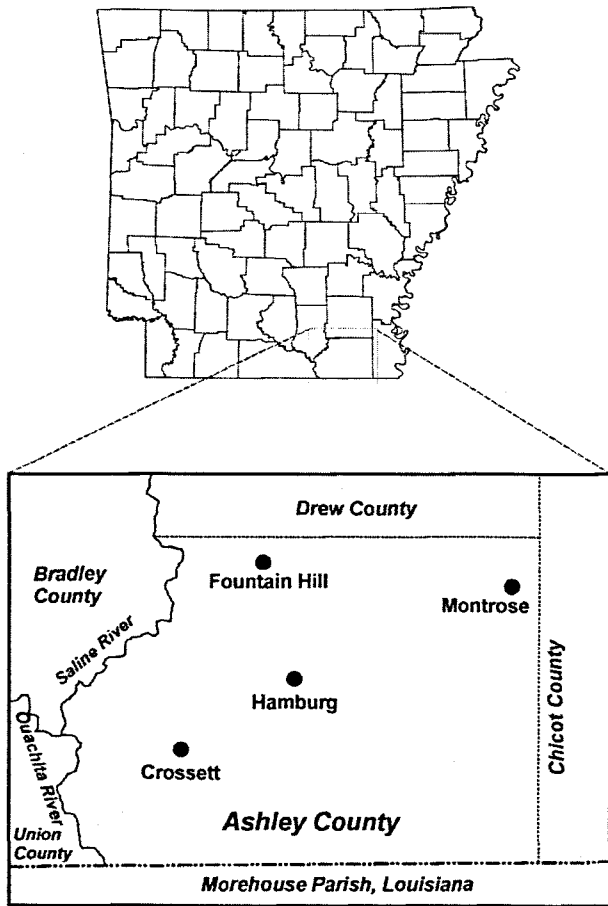 Drew County
Bradley
County
Fountain Hill
Montrose
Saline River
Hamburg
Chicot County
Ouachita River
Crossett
Ashley County
Union
County
Morehouse Parish, Louisiana